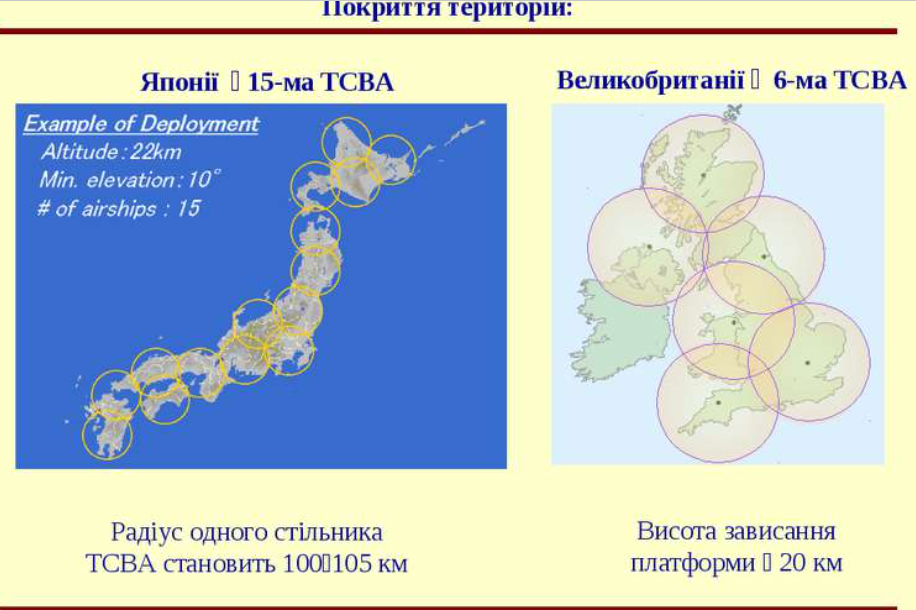 Покриття територій:
Японії ▯ 15-ма ТСВА
Великобританії ▯ 6-ма ТСВА
Example of Deployment
Altitude：22km
Min. elevation：10°
# of airships : 15
Радіус одного стільника
ТСВА становить 100▯105 км
Висота зависання
платформи ▯ 20 км